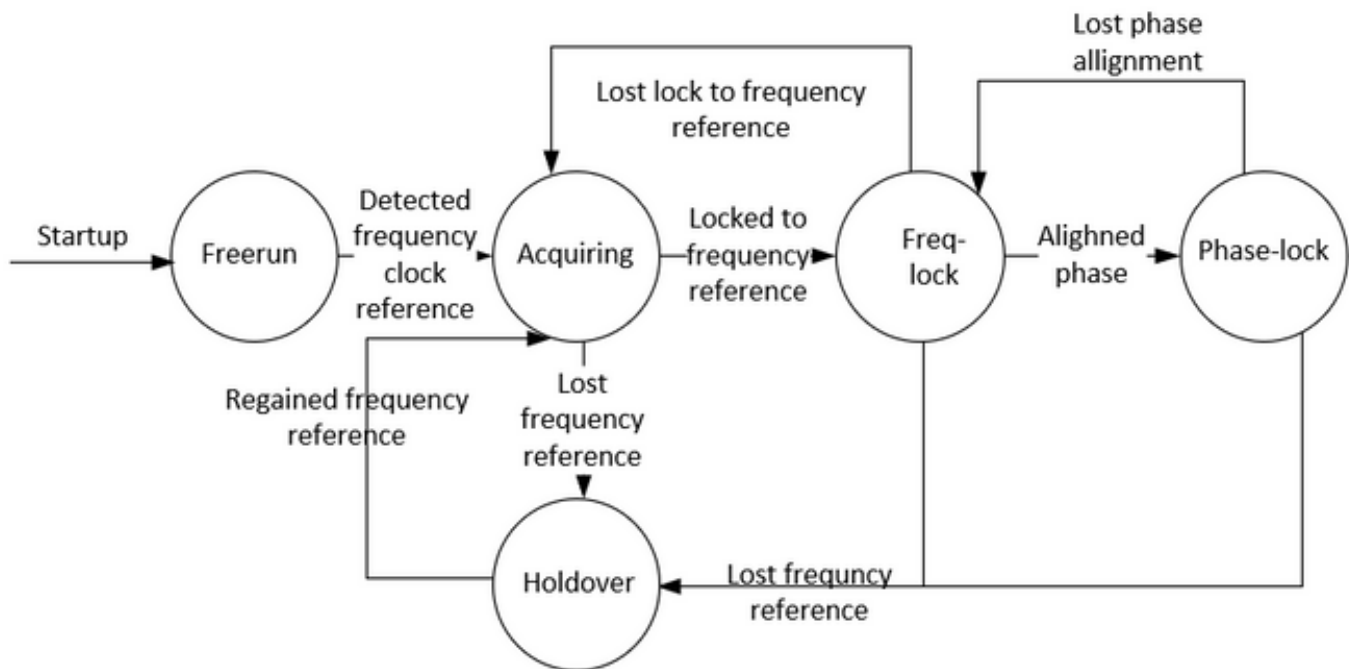 Lost phase
allignment
Lost lock to frequency
reference
Startup
Freerun
Detected
frequency
clock
reference
Acquiring
Locked to
frequency
reference
Freq-
lock
Alighned
phase
Phase-lock
Regained frequency
reference
Lost
frequency
reference
Holdover
Lost frequncy
reference